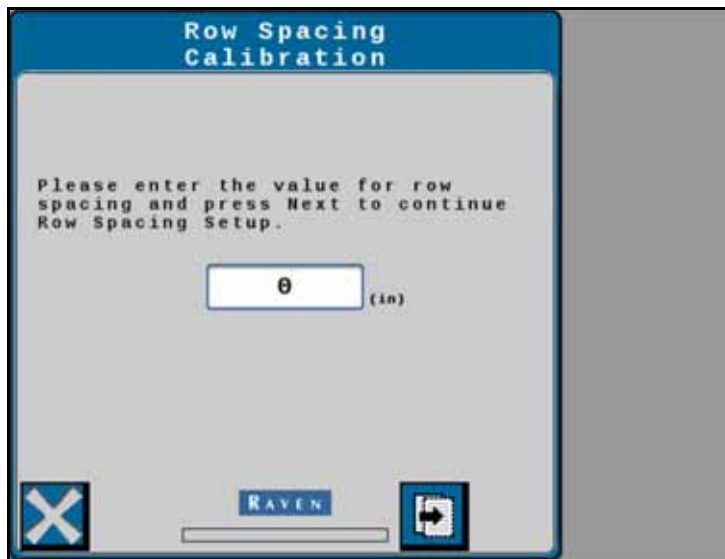 Row Spacing
Calibration
Please enter the value for row
spacing and press Next to continue
Row Spacing Setup.
0
(in)
RAVEN